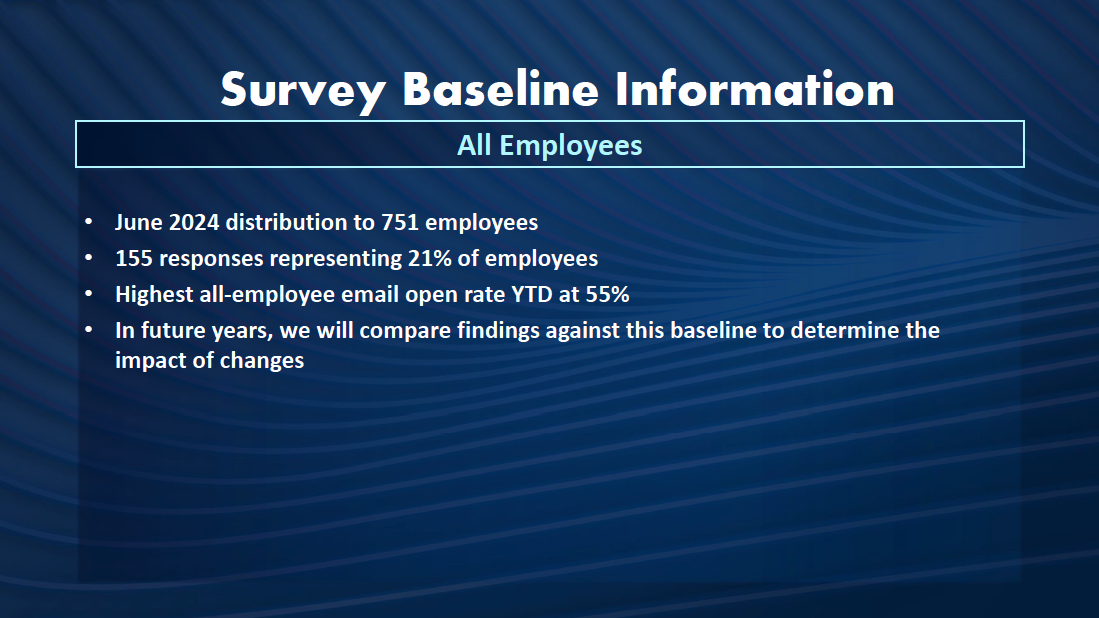 Survey Baseline Information
All Employees
• June 2024 distribution to 751 employees
• 155 responses representing 21% of employees
• Highest all-employee email open rate YTD at 55%
• In future years, we will compare findings against this baseline to determine the
impact of changes